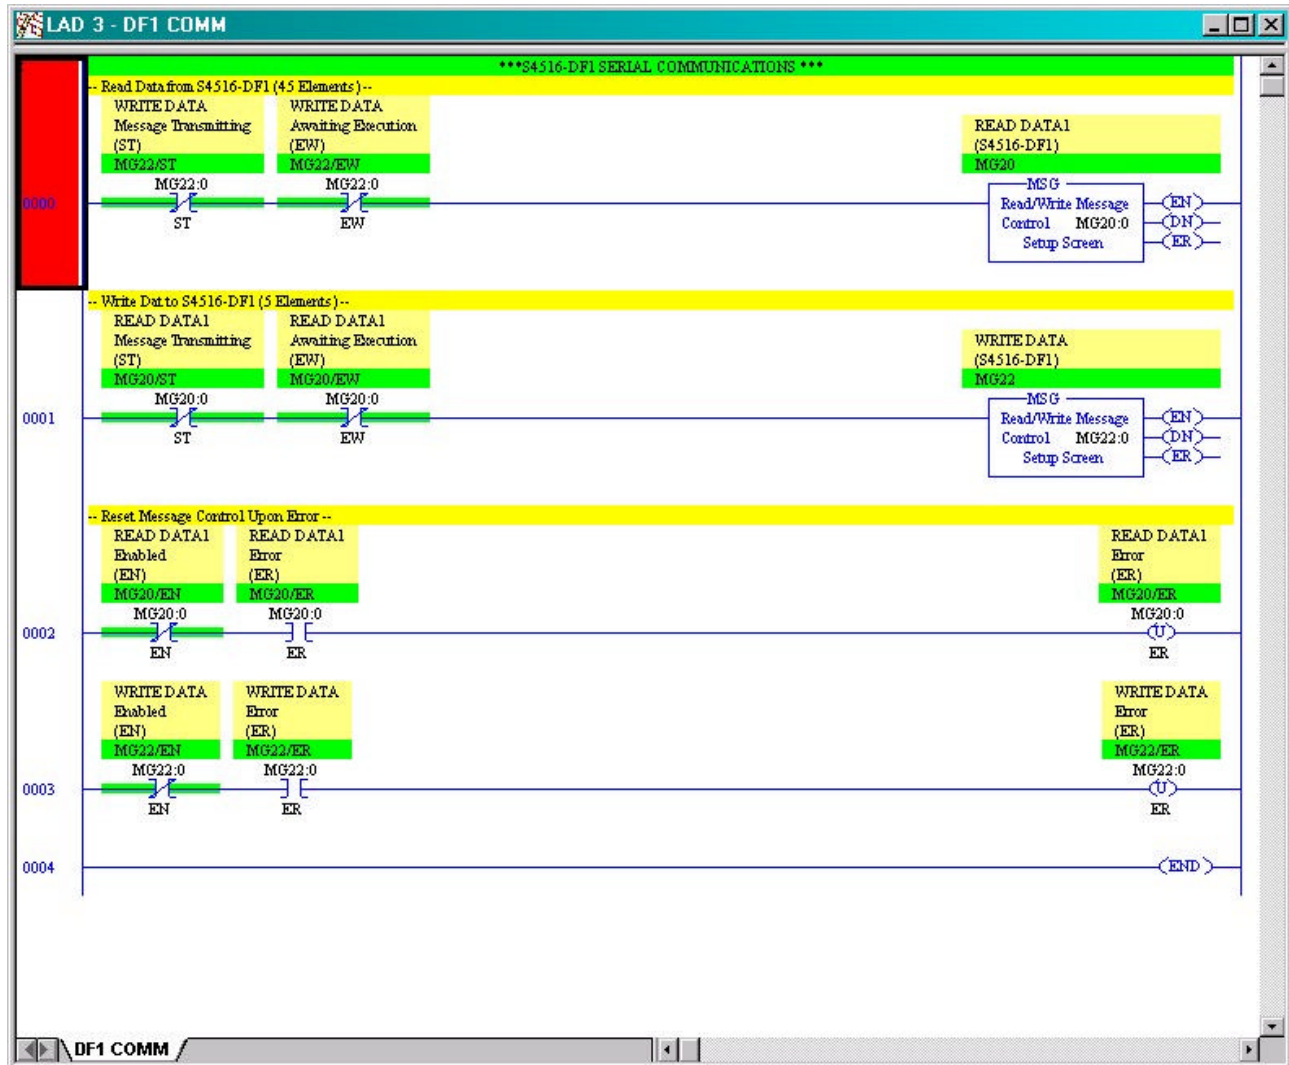 LAD 3 - DF1 COMM
***S4516-DF1 SERIAL COMMUNICATIONS ***
-- Read Data from S4516-DF1 (45 Elements) --
WRITE DATA WRITE DATA
Message Transmitting Awaiting Execution READ DATA1
(ST) (EW) (S4516-DF1)
MG22/ST MG22/EW MG20
MG22:0 MG22:0 MSG
0000 Read/Write Message (EN)
ST EW Control MG20:0 (DN)
Setup Screen (ER)
-- Write Dat to S4516-DF1 (5 Elements) --
READ DATA1 READ DATA1
Message Transmitting Awaiting Execution WRITE DATA
(ST) (EW) (S4516-DF1)
MG20/ST MG20/EW MG22
MG20:0 MG20:0 MSG
0001 Read/Write Message (EN)
ST EW Control MG22:0 (DN)
Setup Screen (ER)
-- Reset Message Control Upon Error --
READ DATA1 READ DATA1 READ DATA1
Enabled Error Error
(EN) (ER) (ER)
MG20/EN MG20/ER MG20/ER
MG20:0 MG20:0 MG20:0
0002 (U)
EN ER ER
WRITE DATA WRITE DATA WRITE DATA
Enabled Error Error
(EN) (ER) (ER)
MG22/EN MG22/ER MG22/ER
MG22:0 MG22:0 MG22:0
0003 (U)
EN ER ER
0004 (END)
DF1 COMM